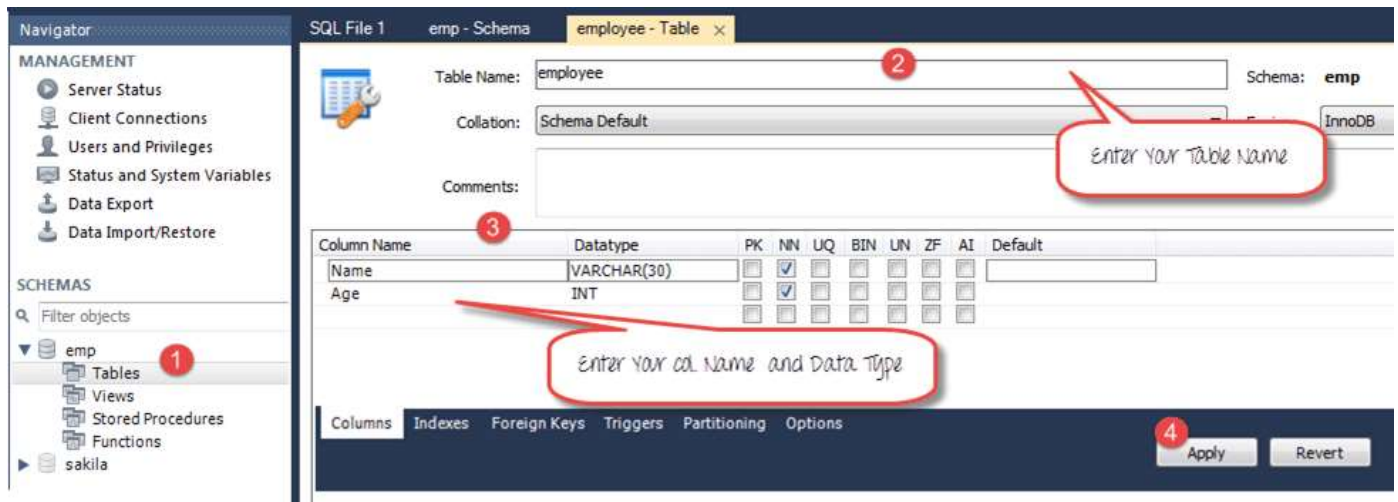 Navigator
MANAGEMENT
Server Status
Client Connections
Users and Privileges
Status and System Variables
Data Export
Data Import/Restore
SCHEMAS
Filter objects
emp
Tables
1
Views
Stored Procedures
Functions
sakila
SQL File 1 emp - Schema employee - Table ×
Table Name: employee
2
Schema: emp
Collation: Schema Default
InnoDB
Enter Your Table Name
Comments:
3
Column Name Datatype PK NN UQ BIN UN ZF AI Default
Name VARCHAR(30)
Age INT
Enter Your col. Name and Data Type
Columns Indexes Foreign Keys Triggers Partitioning Options
4
Apply Revert